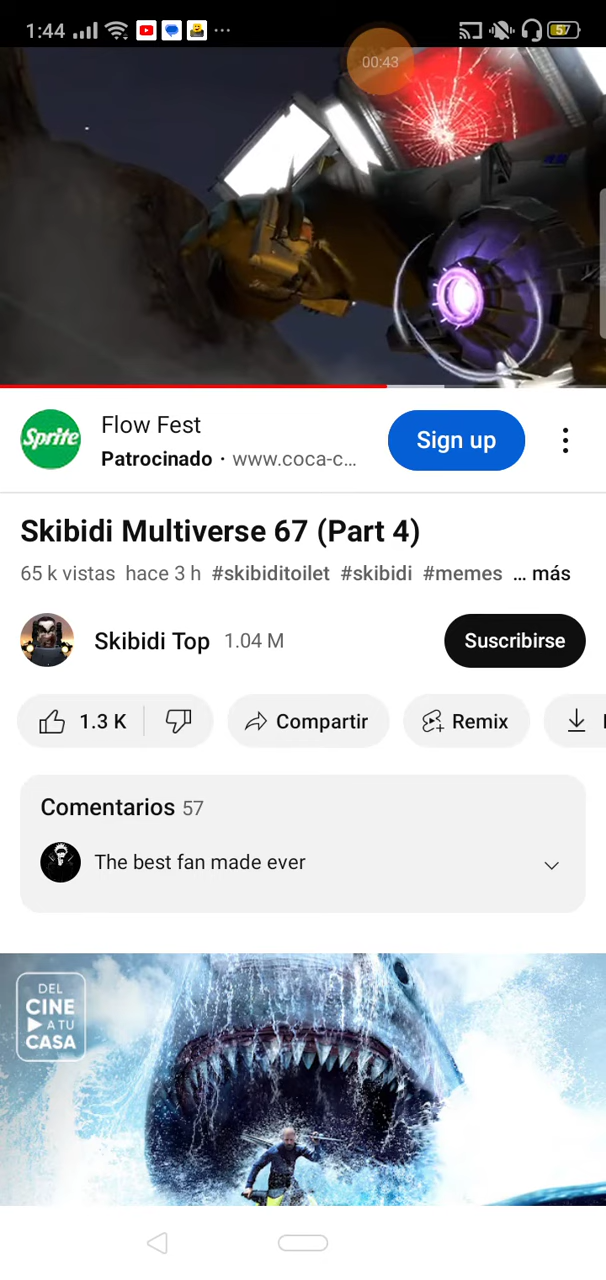 1:44
57
00:43
Sprite
Flow Fest
Patrocinado · www.coca-c...
Sign up
Skibidi Multiverse 67 (Part 4)
65 k vistas hace 3 h #skibiditoilet #skibidi #memes ... más
Skibidi Top 1.04 M
Suscribirse
1.3 K
Compartir
Remix
Comentarios 57
The best fan made ever
DEL
CINE
A TU
CASA